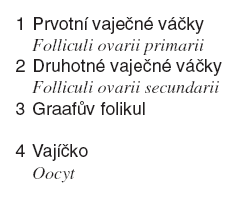 1 Prvotní vaječné váčky
Folliculi ovarii primarii
2 Druhotné vaječné váčky
Folliculi ovarii secundarii
3 Graafův folikul
4 Vajíčko
Oocyt